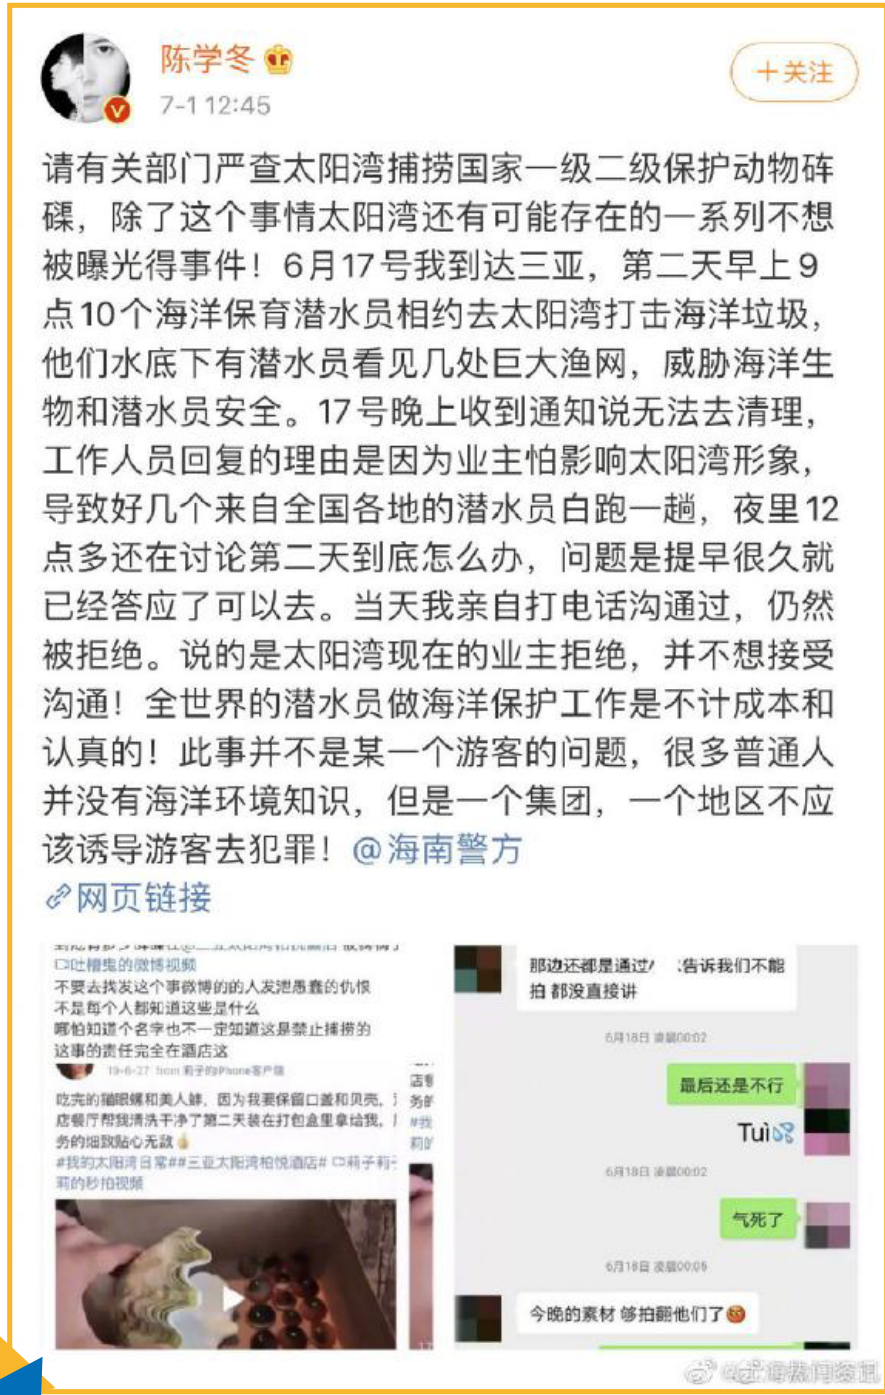 陈学冬
7-1 12:45
+关注
请有关部门严查太阳湾捕捞国家一级二级保护动物砗
磲，除了这个事情太阳湾还有可能存在的一系列不想
被曝光得事件！6月17号我到达三亚，第二天早上9
点10个海洋保育潜水员相约去太阳湾打击海洋垃圾，
他们水底下有潜水员看见几处巨大渔网，威胁海洋生
物和潜水员安全。17号晚上收到通知说无法去清理，
工作人员回复的理由是因为业主怕影响太阳湾形象，
导致好几个来自全国各地的潜水员白跑一趟，夜里12
点多还在讨论第二天到底怎么办，问题是提早很久就
已经答应了可以去。当天我亲自打电话沟通过，仍然
被拒绝。说的是太阳湾现在的业主拒绝，并不想接受
沟通！全世界的潜水员做海洋保护工作是不计成本和
认真的！此事并不是某一个游客的问题，很多普通人
并没有海洋环境知识，但是一个集团，一个地区不应
该诱导游客去犯罪！@海南警方
网页链接
吐槽鬼的微博视频
不要去找发这个事微博的的人发泄愚蠢的仇恨
不是每个人都知道这些是什么
哪怕知道个名字也不一定知道这是禁止捕捞的
这事的责任完全在酒店这
19-6-27 from 莉子的iPhone客户端
吃完的猫眼螺和美人蚌，因为我要保留口盖和贝壳，
店餐厅帮我清洗干净了第二天装在打包盒里拿给我，
务的细致贴心无敌👍
#我的太阳湾日常##三亚太阳湾柏悦酒店# 莉子莉子
莉的秒拍视频
店餐
务的
#我
莉的
那边还都是通过 告诉我们不能
拍 都没直接讲
6月18日 凌晨00:02
最后还是不行
Tuì💦
6月18日 凌晨00:02
气死了
6月18日 凌晨00:05
今晚的素材 够拍翻他们了😡
@上海热门资讯